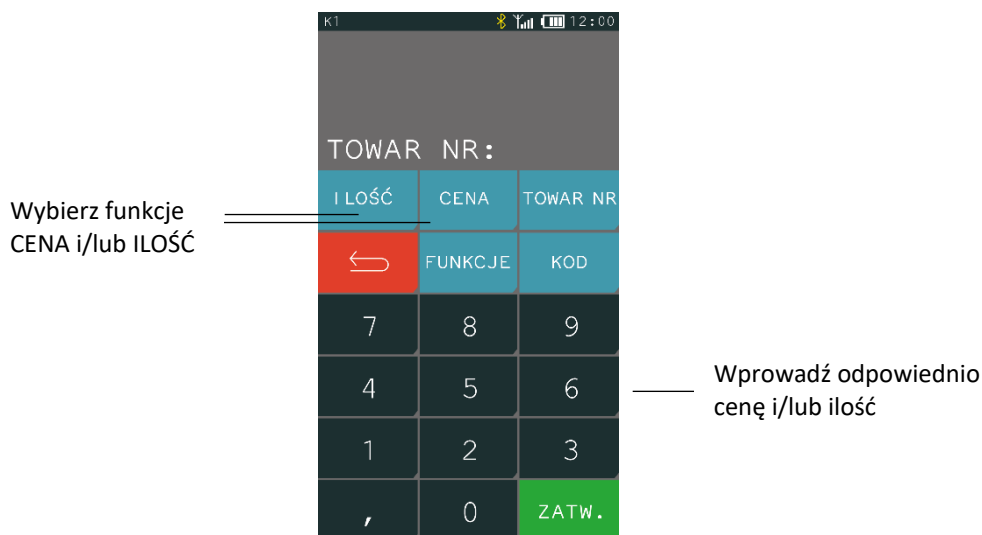 K1 12:00
TOWAR NR:
ILOŚĆ CENA TOWAR NR
Wybierz funkcje
CENA i/lub ILOŚĆ
FUNKCJE KOD
7 8 9
4 5 6
Wprowadź odpowiednio
cenę i/lub ilość
1 2 3
, 0 ZATW.